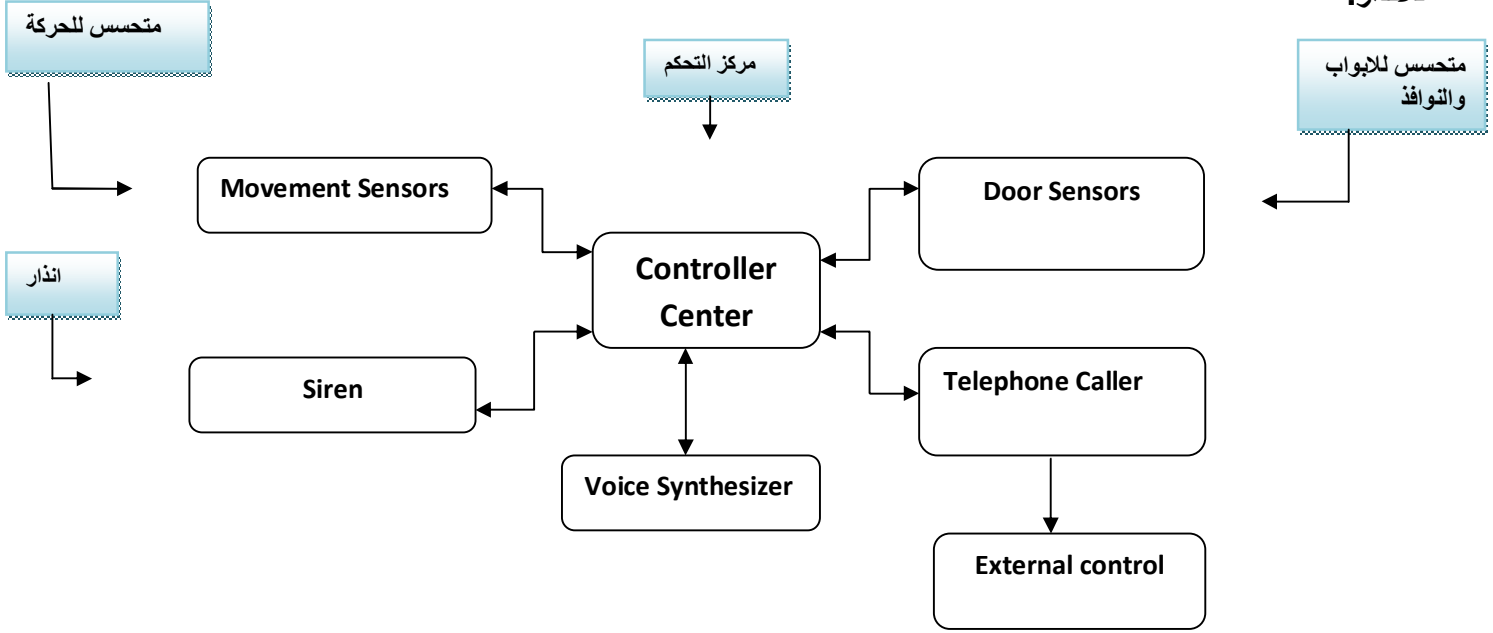 متحسس للحركة
مركز التحكم
متحسس للابواب
والنوافذ
Movement Sensors
Door Sensors
Controller
Center
انذار
Siren
Telephone Caller
Voice Synthesizer
External control